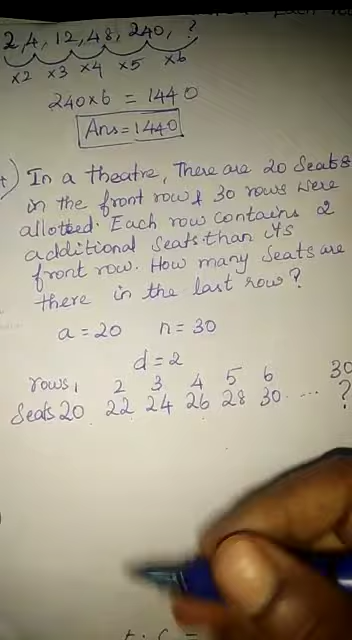 2,4,12,48,240,?
×2 ×3 ×4 ×5 ×6
240×6 = 1440
Ans=1440
In a theatre, There are 20 Seats
in the front row & 30 rows were
allotted. Each row contains 2
additional Seats than its
front row. How many Seats are
there in the last row?
a = 20 n = 30
d = 2
rows 1 2 3 4 5 6 30
Seats 20 22 24 26 28 30 .... ?